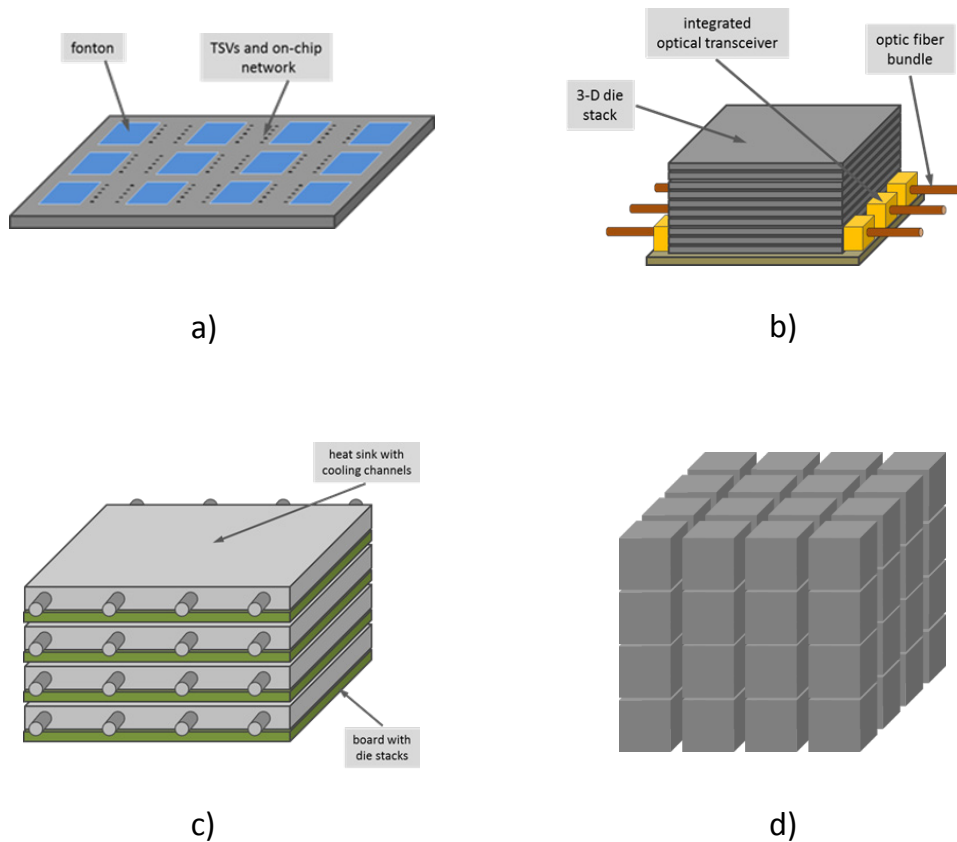 fonton
TSVs and on-chip
network
a)
integrated
optical transceiver
optic fiber
bundle
3-D die
stack
b)
heat sink with
cooling channels
board with
die stacks
c)
d)